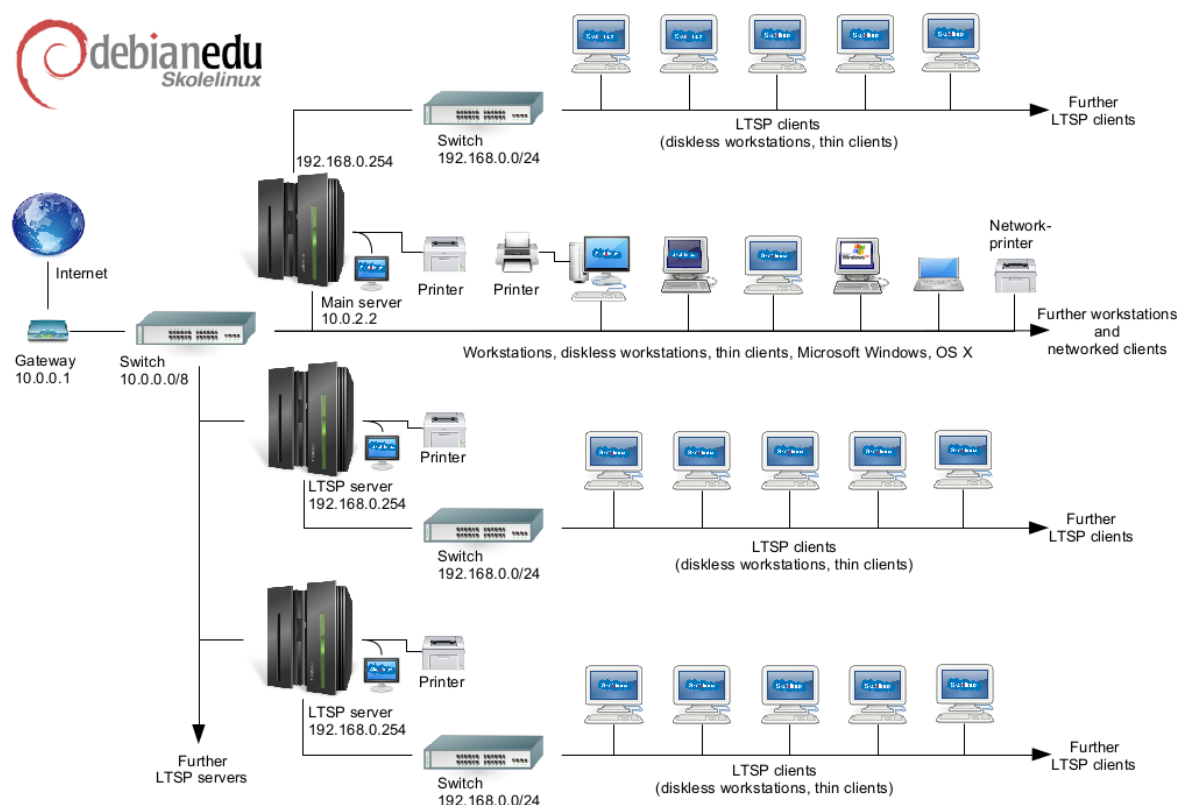 debianedu
Skolelinux
Further
LTSP clients
LTSP clients
(diskless workstations, thin clients)
Switch
192.168.0.0/24
192.168.0.254
Internet
Printer
Printer
Network-
printer
Main server
10.0.2.2
Further workstations
and
networked clients
Gateway
10.0.0.1
Switch
10.0.0.0/8
Workstations, diskless workstations, thin clients, Microsoft Windows, OS X
Windows
Printer
LTSP server
192.168.0.254
Further
LTSP clients
LTSP clients
(diskless workstations, thin clients)
Switch
192.168.0.0/24
Printer
LTSP server
192.168.0.254
Further
LTSP servers
Further
LTSP clients
LTSP clients
(diskless workstations, thin clients)
Switch
192.168.0.0/24